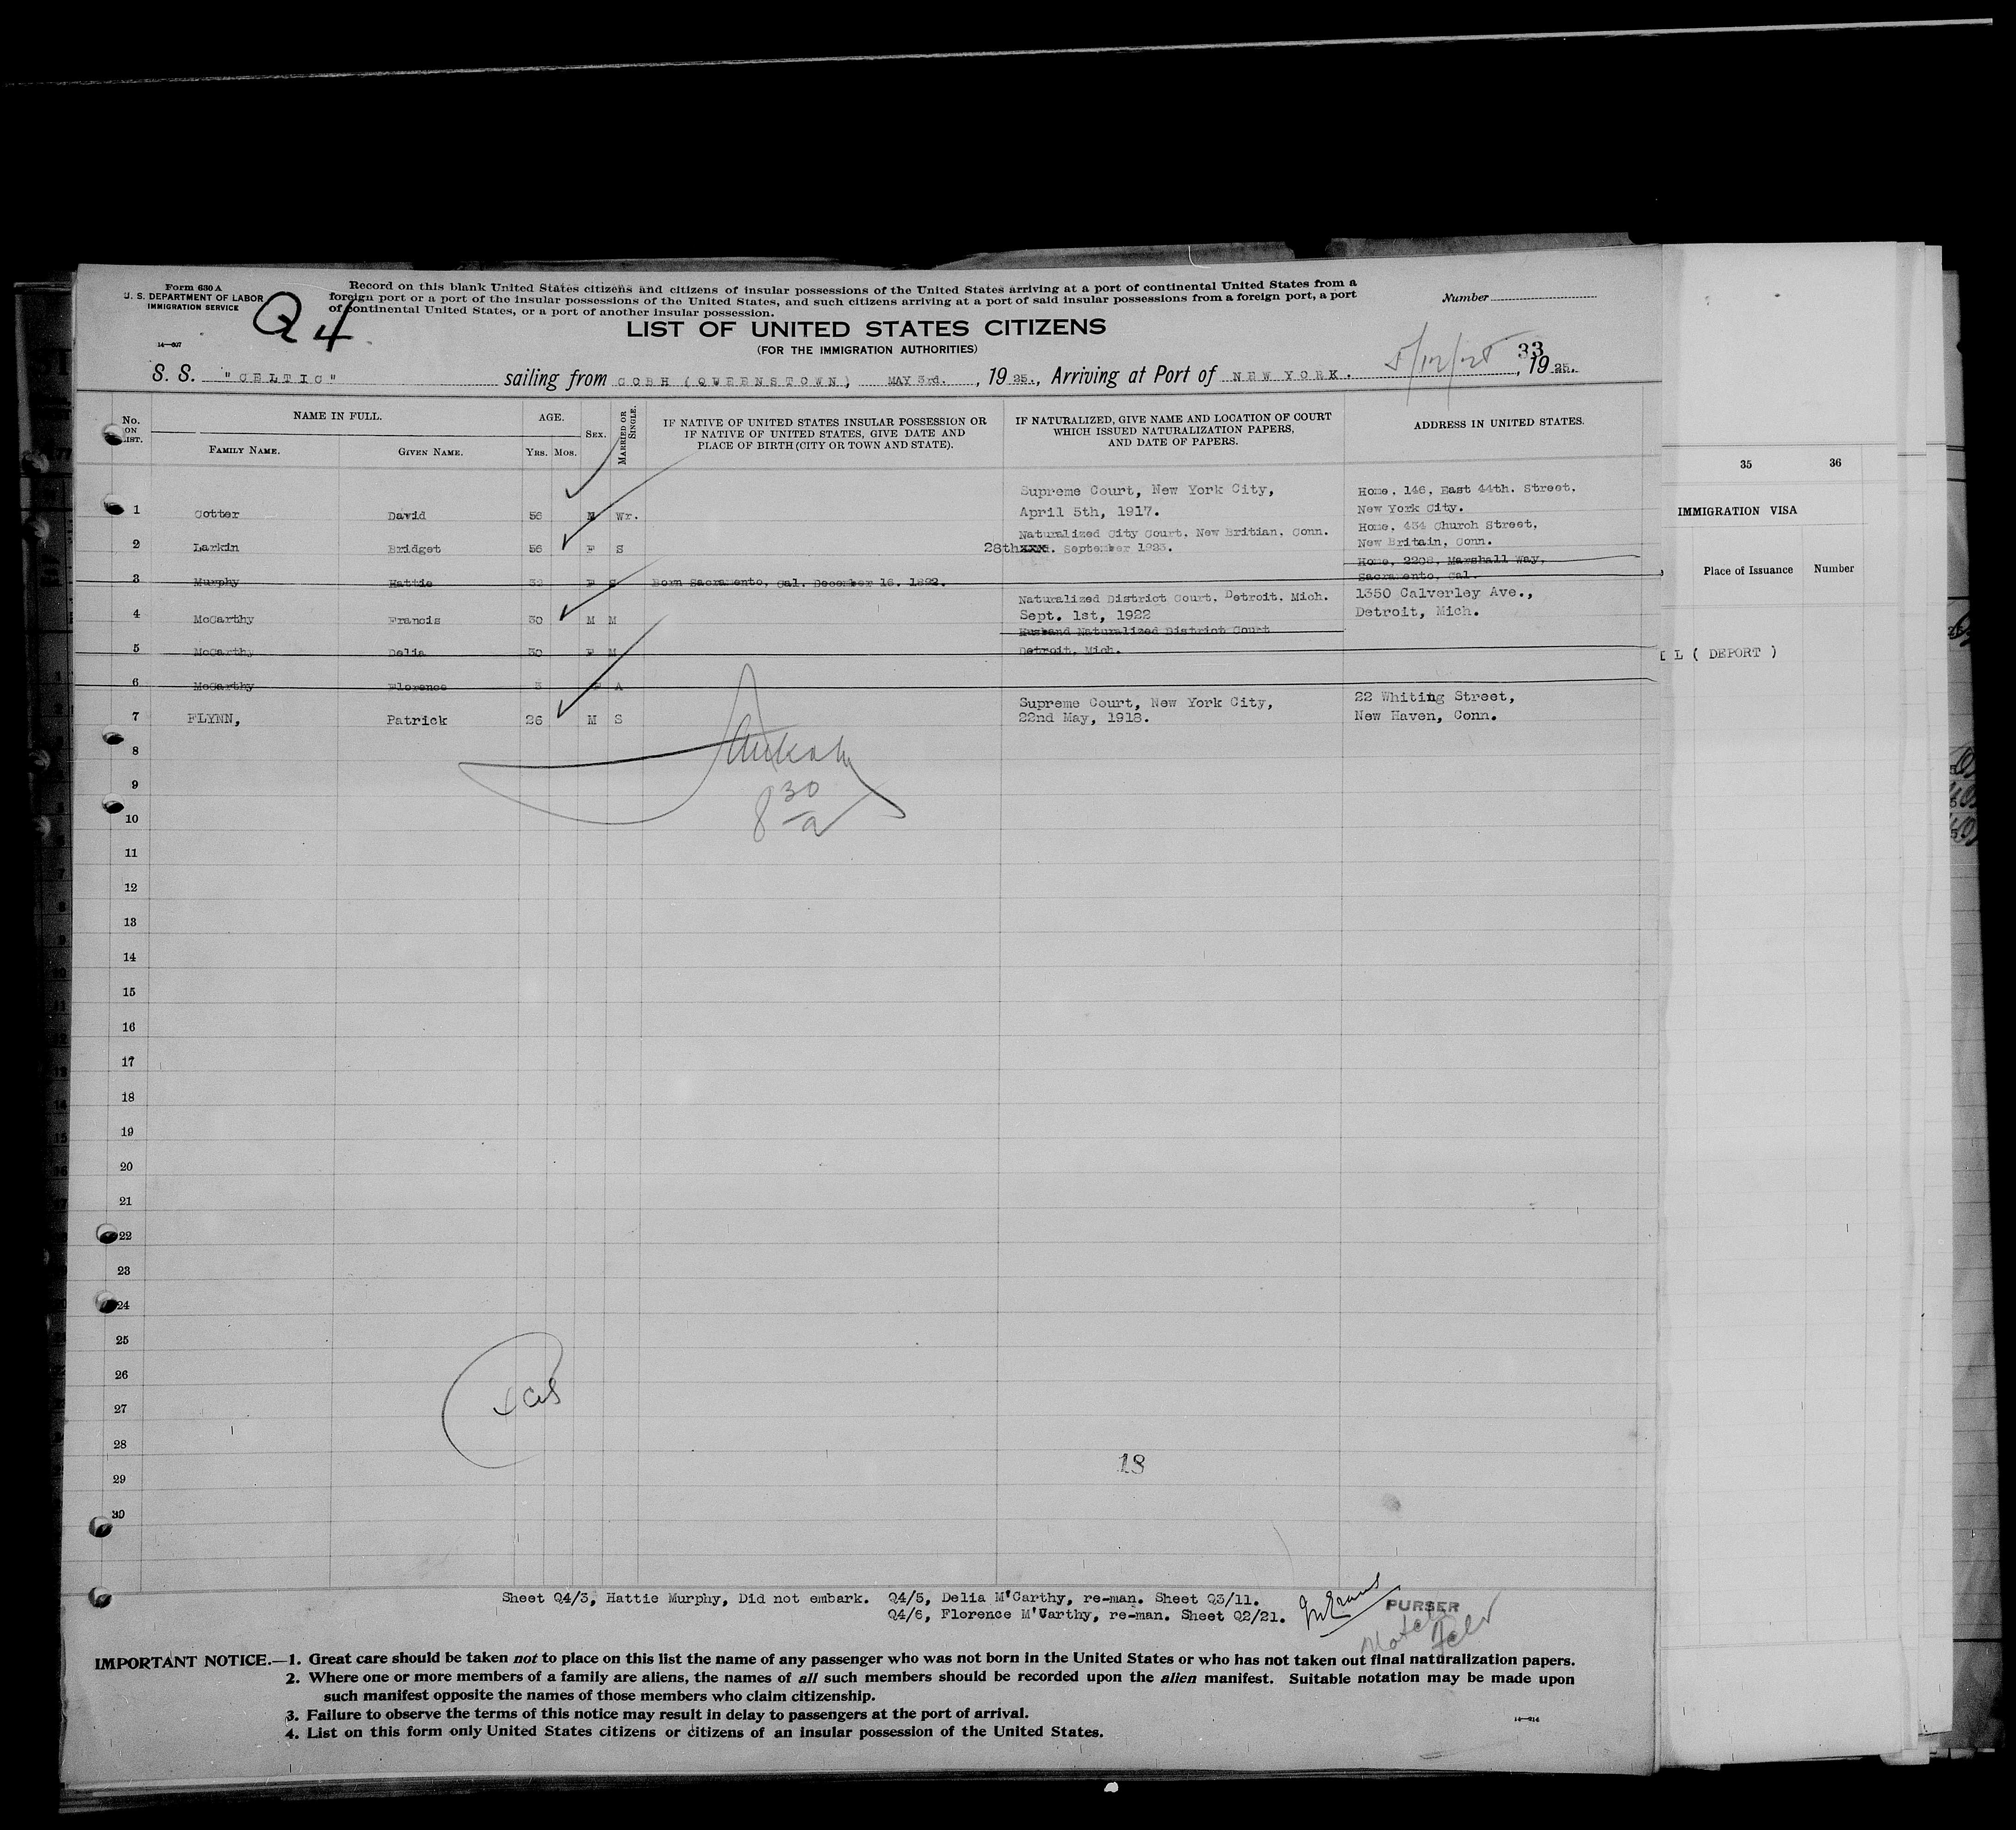 Form 630 A
U. S. DEPARTMENT OF LABOR
IMMIGRATION SERVICE
Q4
14—607
Record on this blank United States citizens and citizens of insular possessions of the United States arriving at a port of continental United States from a
foreign port or a port of the insular possessions of the United States, and such citizens arriving at a port of said insular possessions from a foreign port, a port
of continental United States, or a port of another insular possession.
Number
LIST OF UNITED STATES CITIZENS
(FOR THE IMMIGRATION AUTHORITIES)
5/12/25 33
S. S. "CELTIC" sailing from COBH (QUEENSTOWN) MAY 3rd. , 19 25., Arriving at Port of NEW YORK. , 19 25.
No. ON LIST. NAME IN FULL. AGE. SEX. MARRIED OR SINGLE. IF NATIVE OF UNITED STATES INSULAR POSSESSION OR IF NATIVE OF UNITED STATES, GIVE DATE AND PLACE OF BIRTH (CITY OR TOWN AND STATE). IF NATURALIZED, GIVE NAME AND LOCATION OF COURT WHICH ISSUED NATURALIZATION PAPERS, AND DATE OF PAPERS. ADDRESS IN UNITED STATES.
FAMILY NAME. GIVEN NAME. YRS. MOS.
Supreme Court, New York City, Home. 146, East 44th. Street,
1 Cotter David 56 M Wr. April 5th, 1917. New York City.
Naturalized City Court, New Britian, Conn. Home. 434 Church Street,
2 Larkin Bridget 56 F S 28thxxx. September 1923. New Britain, Conn.
Home, 2208, Marshall Way,
3 Murphy Hattie 32 F S Born Sacramento, Cal. December 16. 1892. Sacramento, Cal.
Naturalized District Court, Detroit, Mich. 1350 Calverley Ave.,
4 McCarthy Francis 30 M M Sept. 1st, 1922 Detroit, Mich.
Husband Naturalized District Court
5 McCarthy Delia 30 F M Detroit, Mich.
6 McCarthy Florence 3 F A
Supreme Court, New York City, 22 Whiting Street,
7 FLYNN, Patrick 26 M S 22nd May, 1918. New Haven, Conn.
8
9
8 30 a
10
11
12
13
14
15
16
17
18
19
20
21
22
23
24
25
26
27
28
18
29
30
35 36
IMMIGRATION VISA
Place of Issuance Number
L ( DEPORT )
Sheet Q4/3, Hattie Murphy, Did not embark. Q4/5, Delia M'Carthy, re-man. Sheet Q3/11.
Q4/6, Florence M'Carthy, re-man. Sheet Q2/21.
PURSER
IMPORTANT NOTICE.—1. Great care should be taken not to place on this list the name of any passenger who was not born in the United States or who has not taken out final naturalization papers.
2. Where one or more members of a family are aliens, the names of all such members should be recorded upon the alien manifest. Suitable notation may be made upon
such manifest opposite the names of those members who claim citizenship.
3. Failure to observe the terms of this notice may result in delay to passengers at the port of arrival.
4. List on this form only United States citizens or citizens of an insular possession of the United States.
14—214